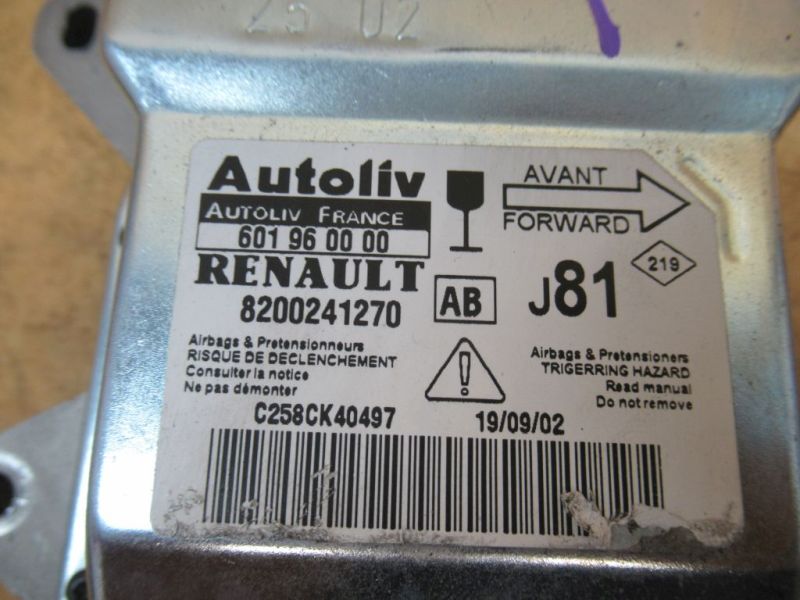 25 02
Autoliv
AUTOLIV FRANCE
601 96 00 00
AVANT
FORWARD
RENAULT
8200241270
AB
J81
219
Airbags & Pretensionneurs
RISQUE DE DECLENCHEMENT
Consulter la notice
Ne pas démonter
Airbags & Pretensioners
TRIGERRING HAZARD
Read manual
Do not remove
C258CK40497
19/09/02